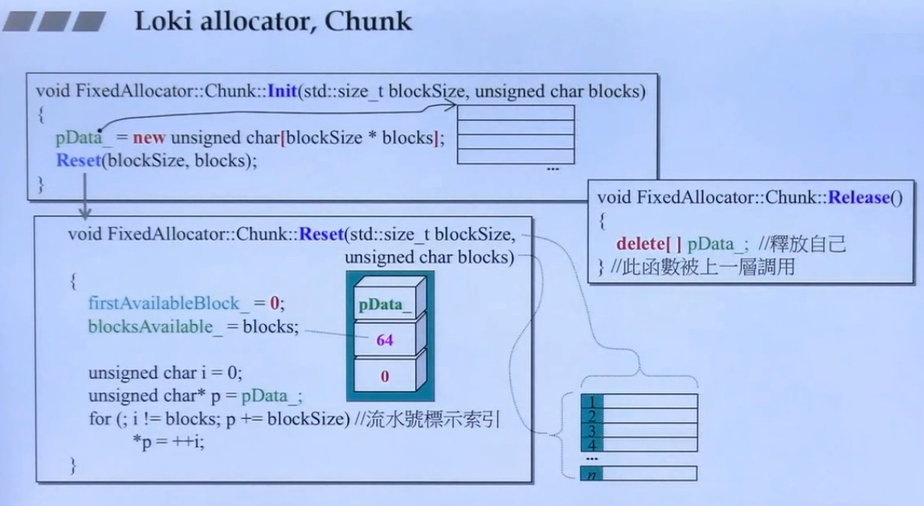 Loki allocator, Chunk
void FixedAllocator::Chunk::Init(std::size_t blockSize, unsigned char blocks)
{
pData_ = new unsigned char[blockSize * blocks];
Reset(blockSize, blocks);
}
...
void FixedAllocator::Chunk::Release()
{
delete[ ] pData_; //釋放自己
} //此函數被上一層調用
void FixedAllocator::Chunk::Reset(std::size_t blockSize,
unsigned char blocks)
{
firstAvailableBlock_ = 0;
blocksAvailable_ = blocks;
unsigned char i = 0;
unsigned char* p = pData_;
for (; i != blocks; p += blockSize) //流水號標示索引
*p = ++i;
}
pData_
64
0
1
2
3
4
...
n